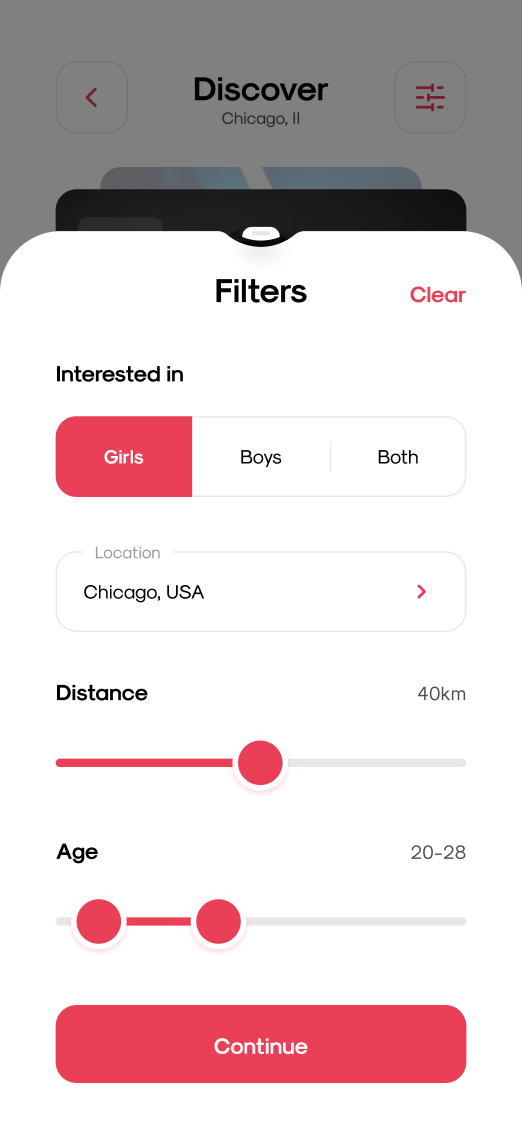 Discover
Chicago, Il
Filters
Clear
Interested in
Girls
Boys
Both
Location
Chicago, USA
Distance
40km
Age
20-28
Continue